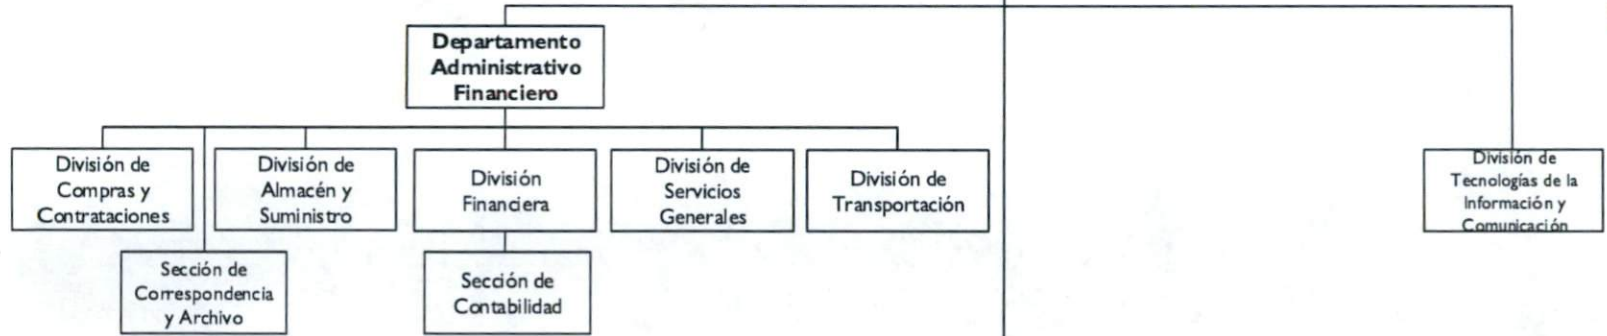 Departamento
Administrativo
Financiero
División de
Compras y
Contrataciones
División de
Almacén y
Suministro
División
Financiera
División de
Servicios
Generales
División de
Transportación
División de
Tecnologías de la
Información y
Comunicación
Sección de
Correspondencia
y Archivo
Sección de
Contabilidad